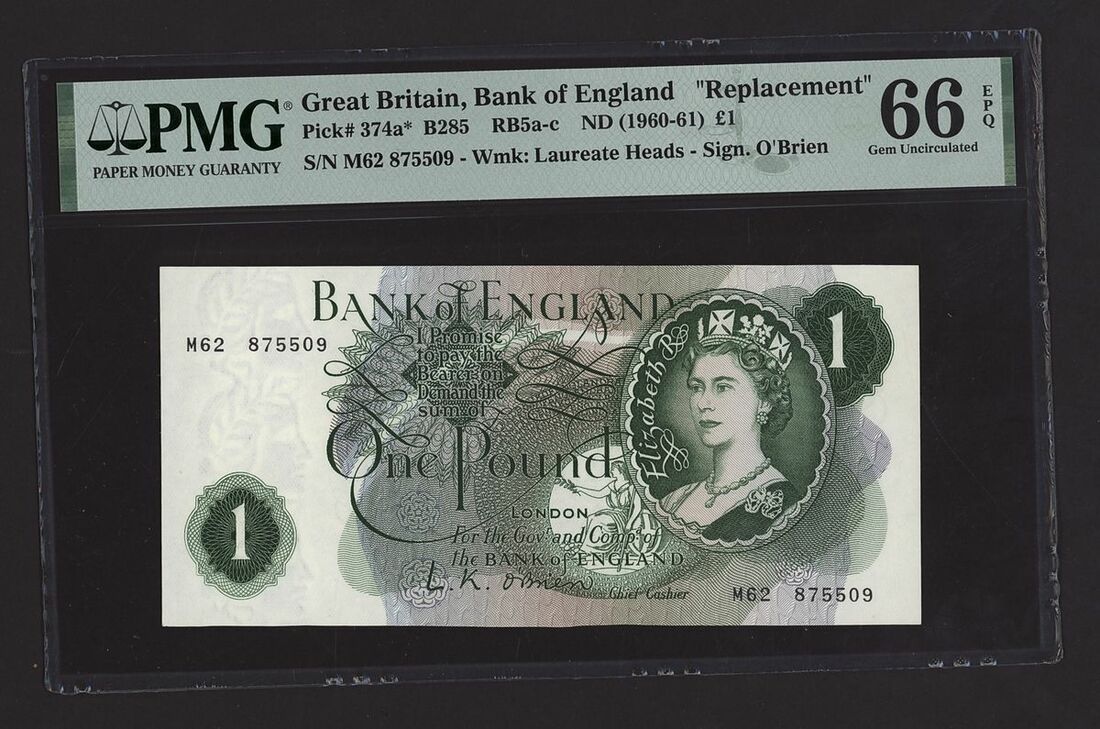 PMG®
PAPER MONEY GUARANTY
Great Britain, Bank of England "Replacement"
Pick# 374a* B285 RB5a-c ND (1960-61) £1
S/N M62 875509 - Wmk: Laureate Heads - Sign. O'Brien
66
EPQ
Gem Uncirculated
BANK of ENGLAND
M62 875509
I Promise
to pay the
Bearer on
Demand the
sum of
One Pound
LONDON
For the Govr and Compa of
the BANK of ENGLAND
L.K. O'Brien
Chief Cashier
Elizabeth R
1
1
M62 875509